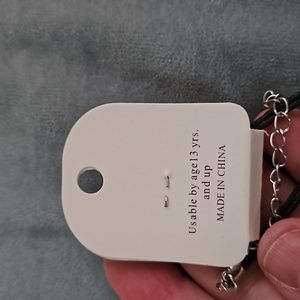 Usable by age13 yrs.
and up
MADE IN CHINA